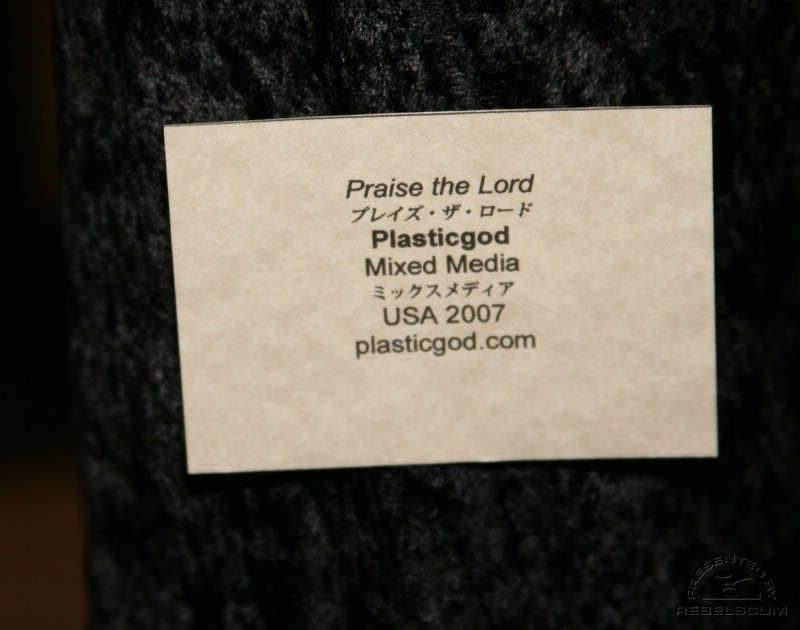 Praise the Lord
プレイズ・ザ・ロード
Plasticgod
Mixed Media
ミックスメディア
USA 2007
plasticgod.com
PRESENTED BY
REBELSCUM